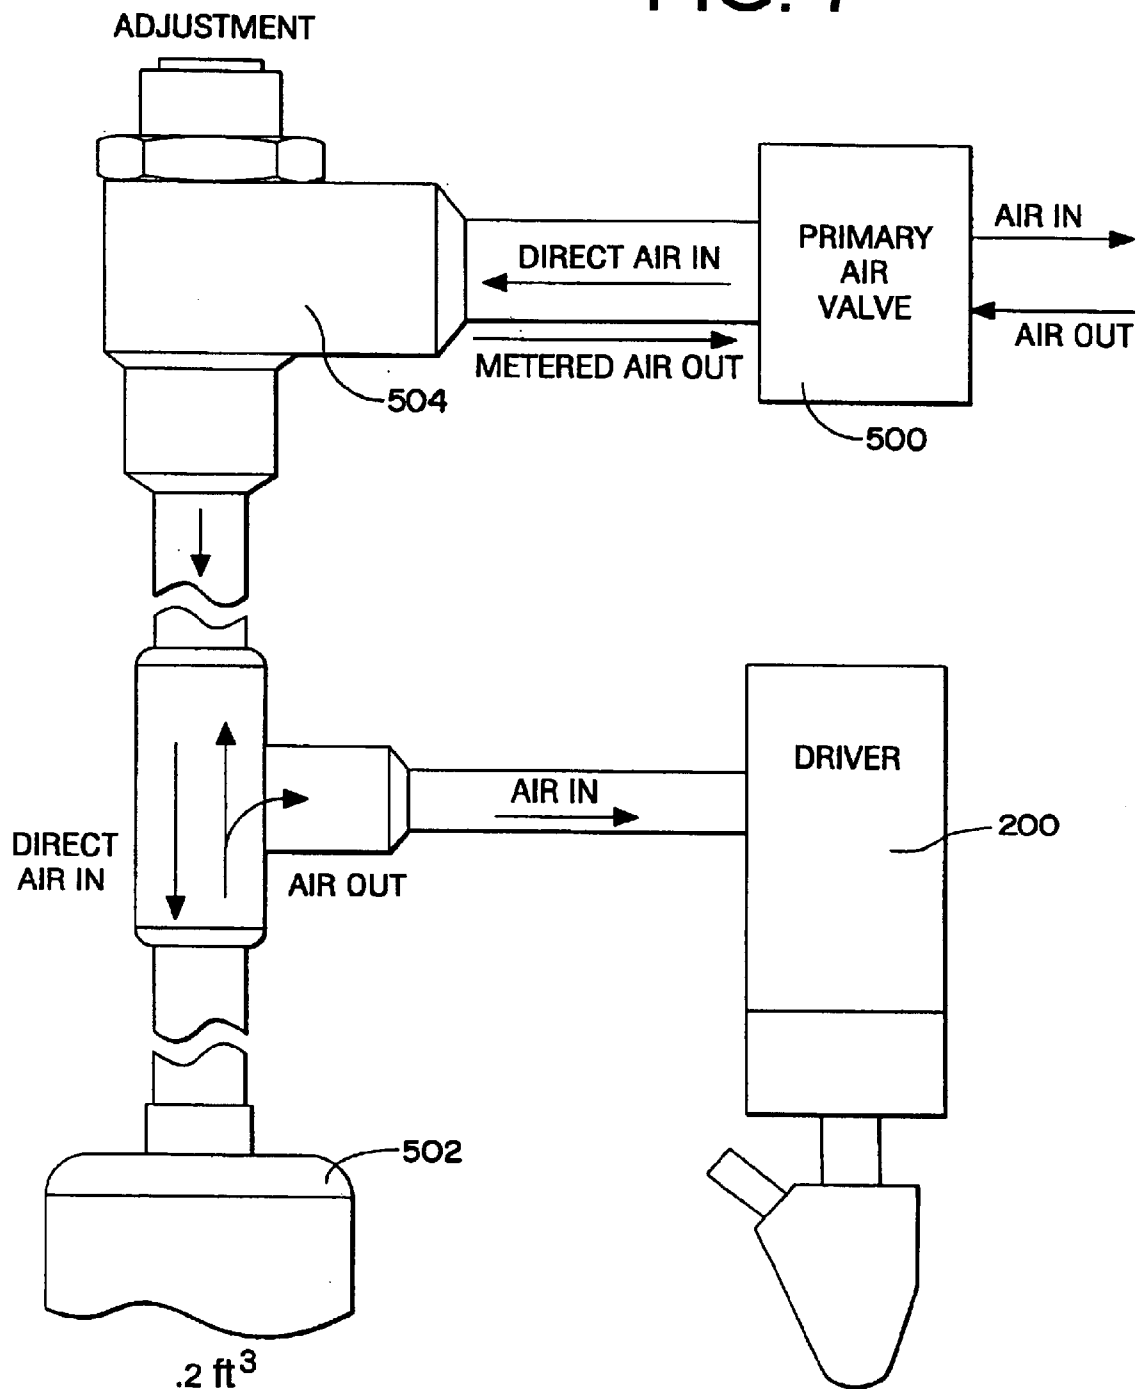 ADJUSTMENT
AIR IN
PRIMARY
AIR
VALVE
DIRECT AIR IN
AIR OUT
METERED AIR OUT
504
500
DRIVER
AIR IN
200
DIRECT
AIR IN
AIR OUT
502
.2 ft³